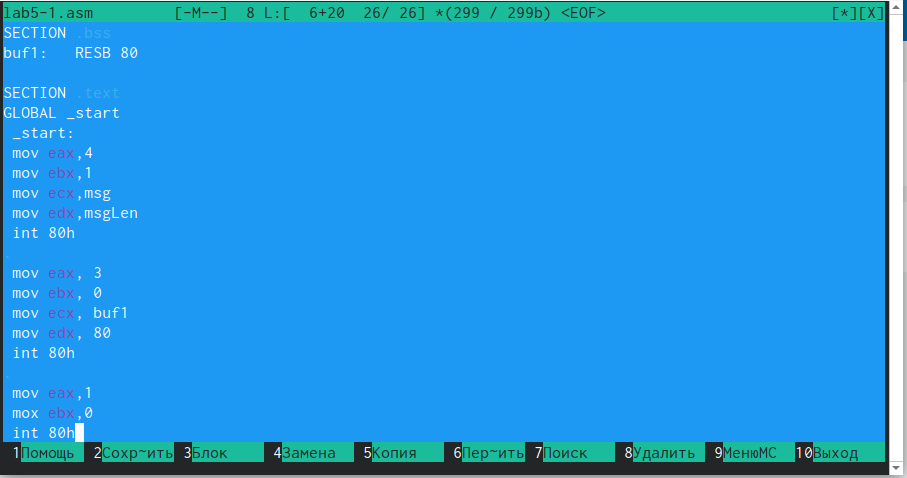 lab5-1.asm [-M--] 8 L:[ 6+20 26/ 26] *(299 / 299b) <EOF> [*][X]
SECTION .bss
buf1: RESB 80
SECTION .text
GLOBAL _start
_start:
mov eax,4
mov ebx,1
mov ecx,msg
mov edx,msgLen
int 80h
mov eax, 3
mov ebx, 0
mov ecx, buf1
mov edx, 80
int 80h
mov eax,1
mox ebx,0
int 80h
1Помощь 2Сохр~ить 3Блок 4Замена 5Копия 6Пер~ить 7Поиск 8Удалить 9МенюМС 10Выход